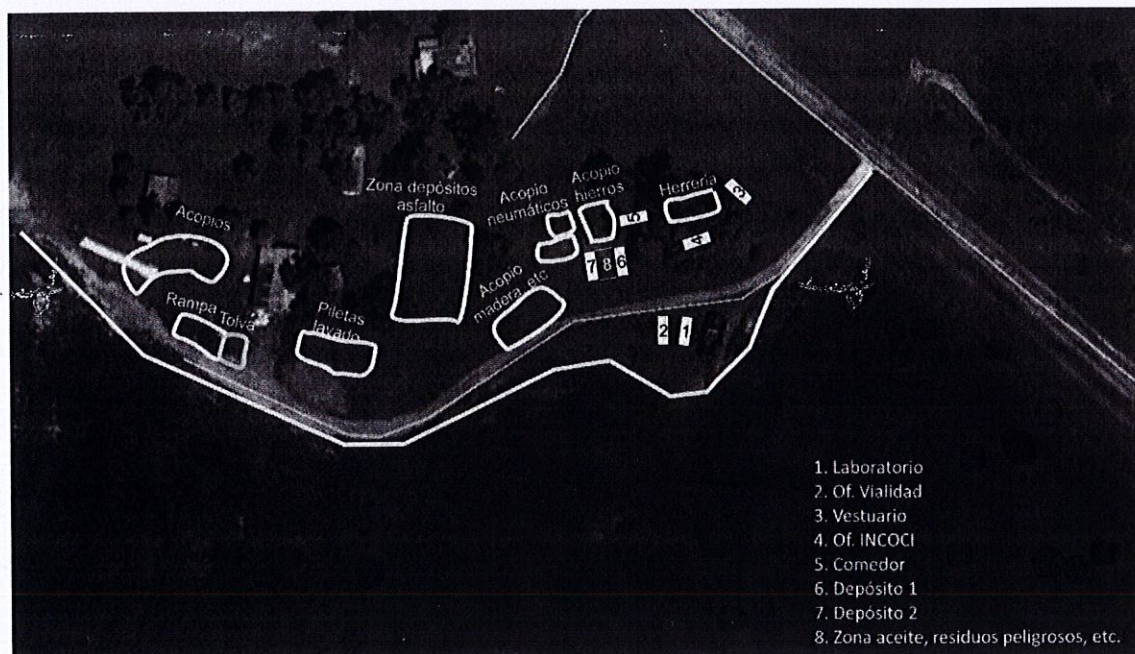 Zona depósitos
asfalto
Acopio
neumáticos
Acopio
hierros
Herrería
3
5
4
Acopios
7 8 6
Acopio
madera, etc
Rampa
Tolva
Piletas
lavado
2 1
1. Laboratorio
2. Of. Vialidad
3. Vestuario
4. Of. INCOCI
5. Comedor
6. Depósito 1
7. Depósito 2
8. Zona aceite, residuos peligrosos, etc.